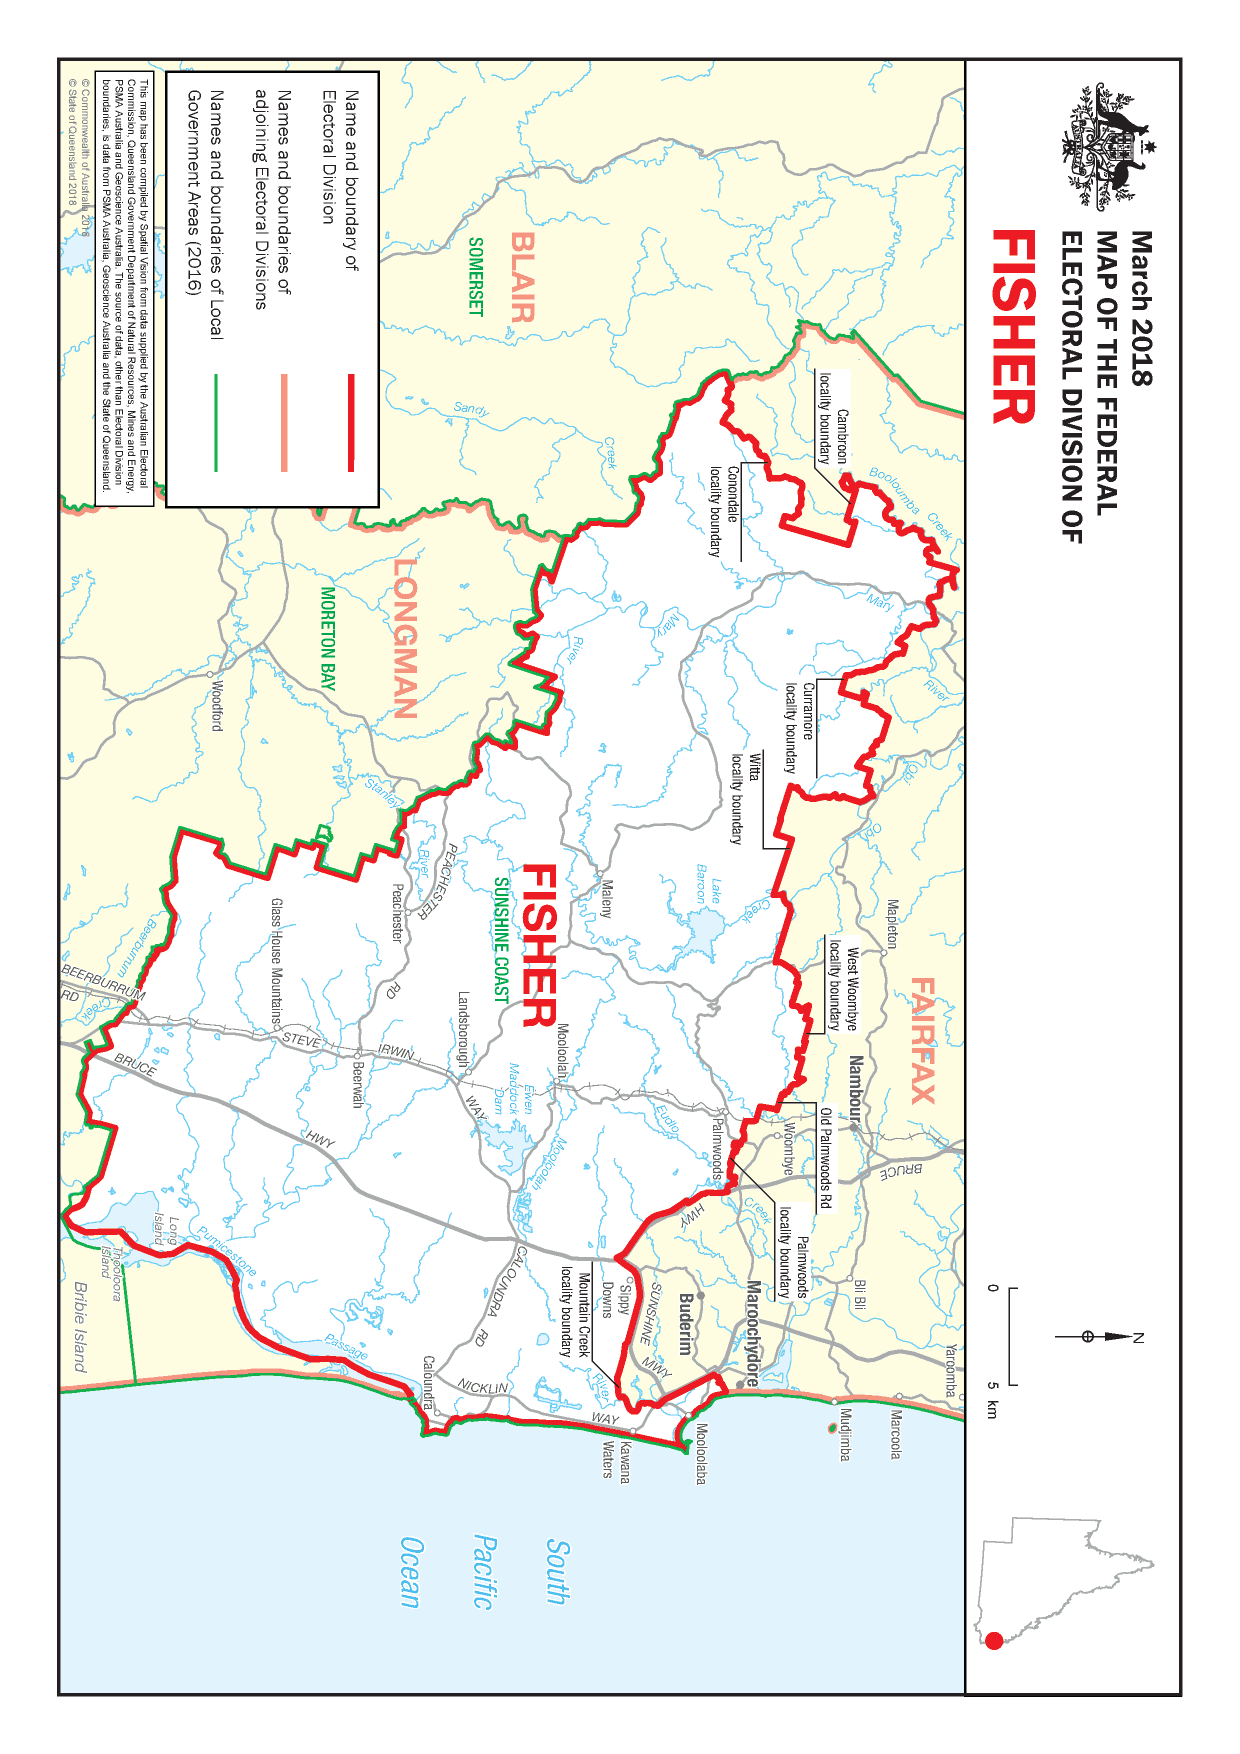 March 2018
MAP OF THE FEDERAL
ELECTORAL DIVISION OF
FISHER
N
0
5
km
BLAIR
SOMERSET
Sandy
Creek
Cambroon
locality boundary
Conondale
locality boundary
Booloumba
Creek
Mary
Mary
River
River
Curramore
locality boundary
Witta
locality boundary
Obi
Obi
Mapleton
West Woombye
locality boundary
FAIRFAX
Nambour
Old Palmwoods Rd
Woombye
BRUCE
Palmwoods
locality boundary
Creek
HWY
Bli Bli
Yaroomba
Marcoola
Mudjimba
Maroochydore
Buderim
SUNSHINE
MWY
Sippy
Downs
Mountain Creek
locality boundary
River
Mooloolaba
Kawana
Waters
WAY
NICKLIN
Lake
Baroon
Creek
Maleny
Palmwoods
Eudlo
Mooloolah
Mooloolah
FISHER
SUNSHINE COAST
Ewen
Maddock
Dam
Landsborough
WAY
LONGMAN
MORETON BAY
Woodford
Stanley
River
PEACHESTER
RD
Peachester
Glass House Mountains
STEVE
IRWIN
Beerwah
CALOUNDRA
RD
Caloundra
BRUCE
HWY
Beerburrum
Creek
BEERBURRUM
RD
Long
Island
Pumicestone
Passage
Thooloora
Island
Bribie Island
South
Pacific
Ocean
Name and boundary of
Electoral Division
Names and boundaries of
adjoining Electoral Divisions
Names and boundaries of Local
Government Areas (2016)
This map has been compiled by Spatial Vision from data supplied by the Australian Electoral
Commission, Queensland Government Department of Natural Resources, Mines and Energy,
PSMA Australia and Geoscience Australia. The source of data, other than Electoral Division
boundaries, is data from PSMA Australia, Geoscience Australia and the State of Queensland.
© Commonwealth of Australia 2018
© State of Queensland 2018